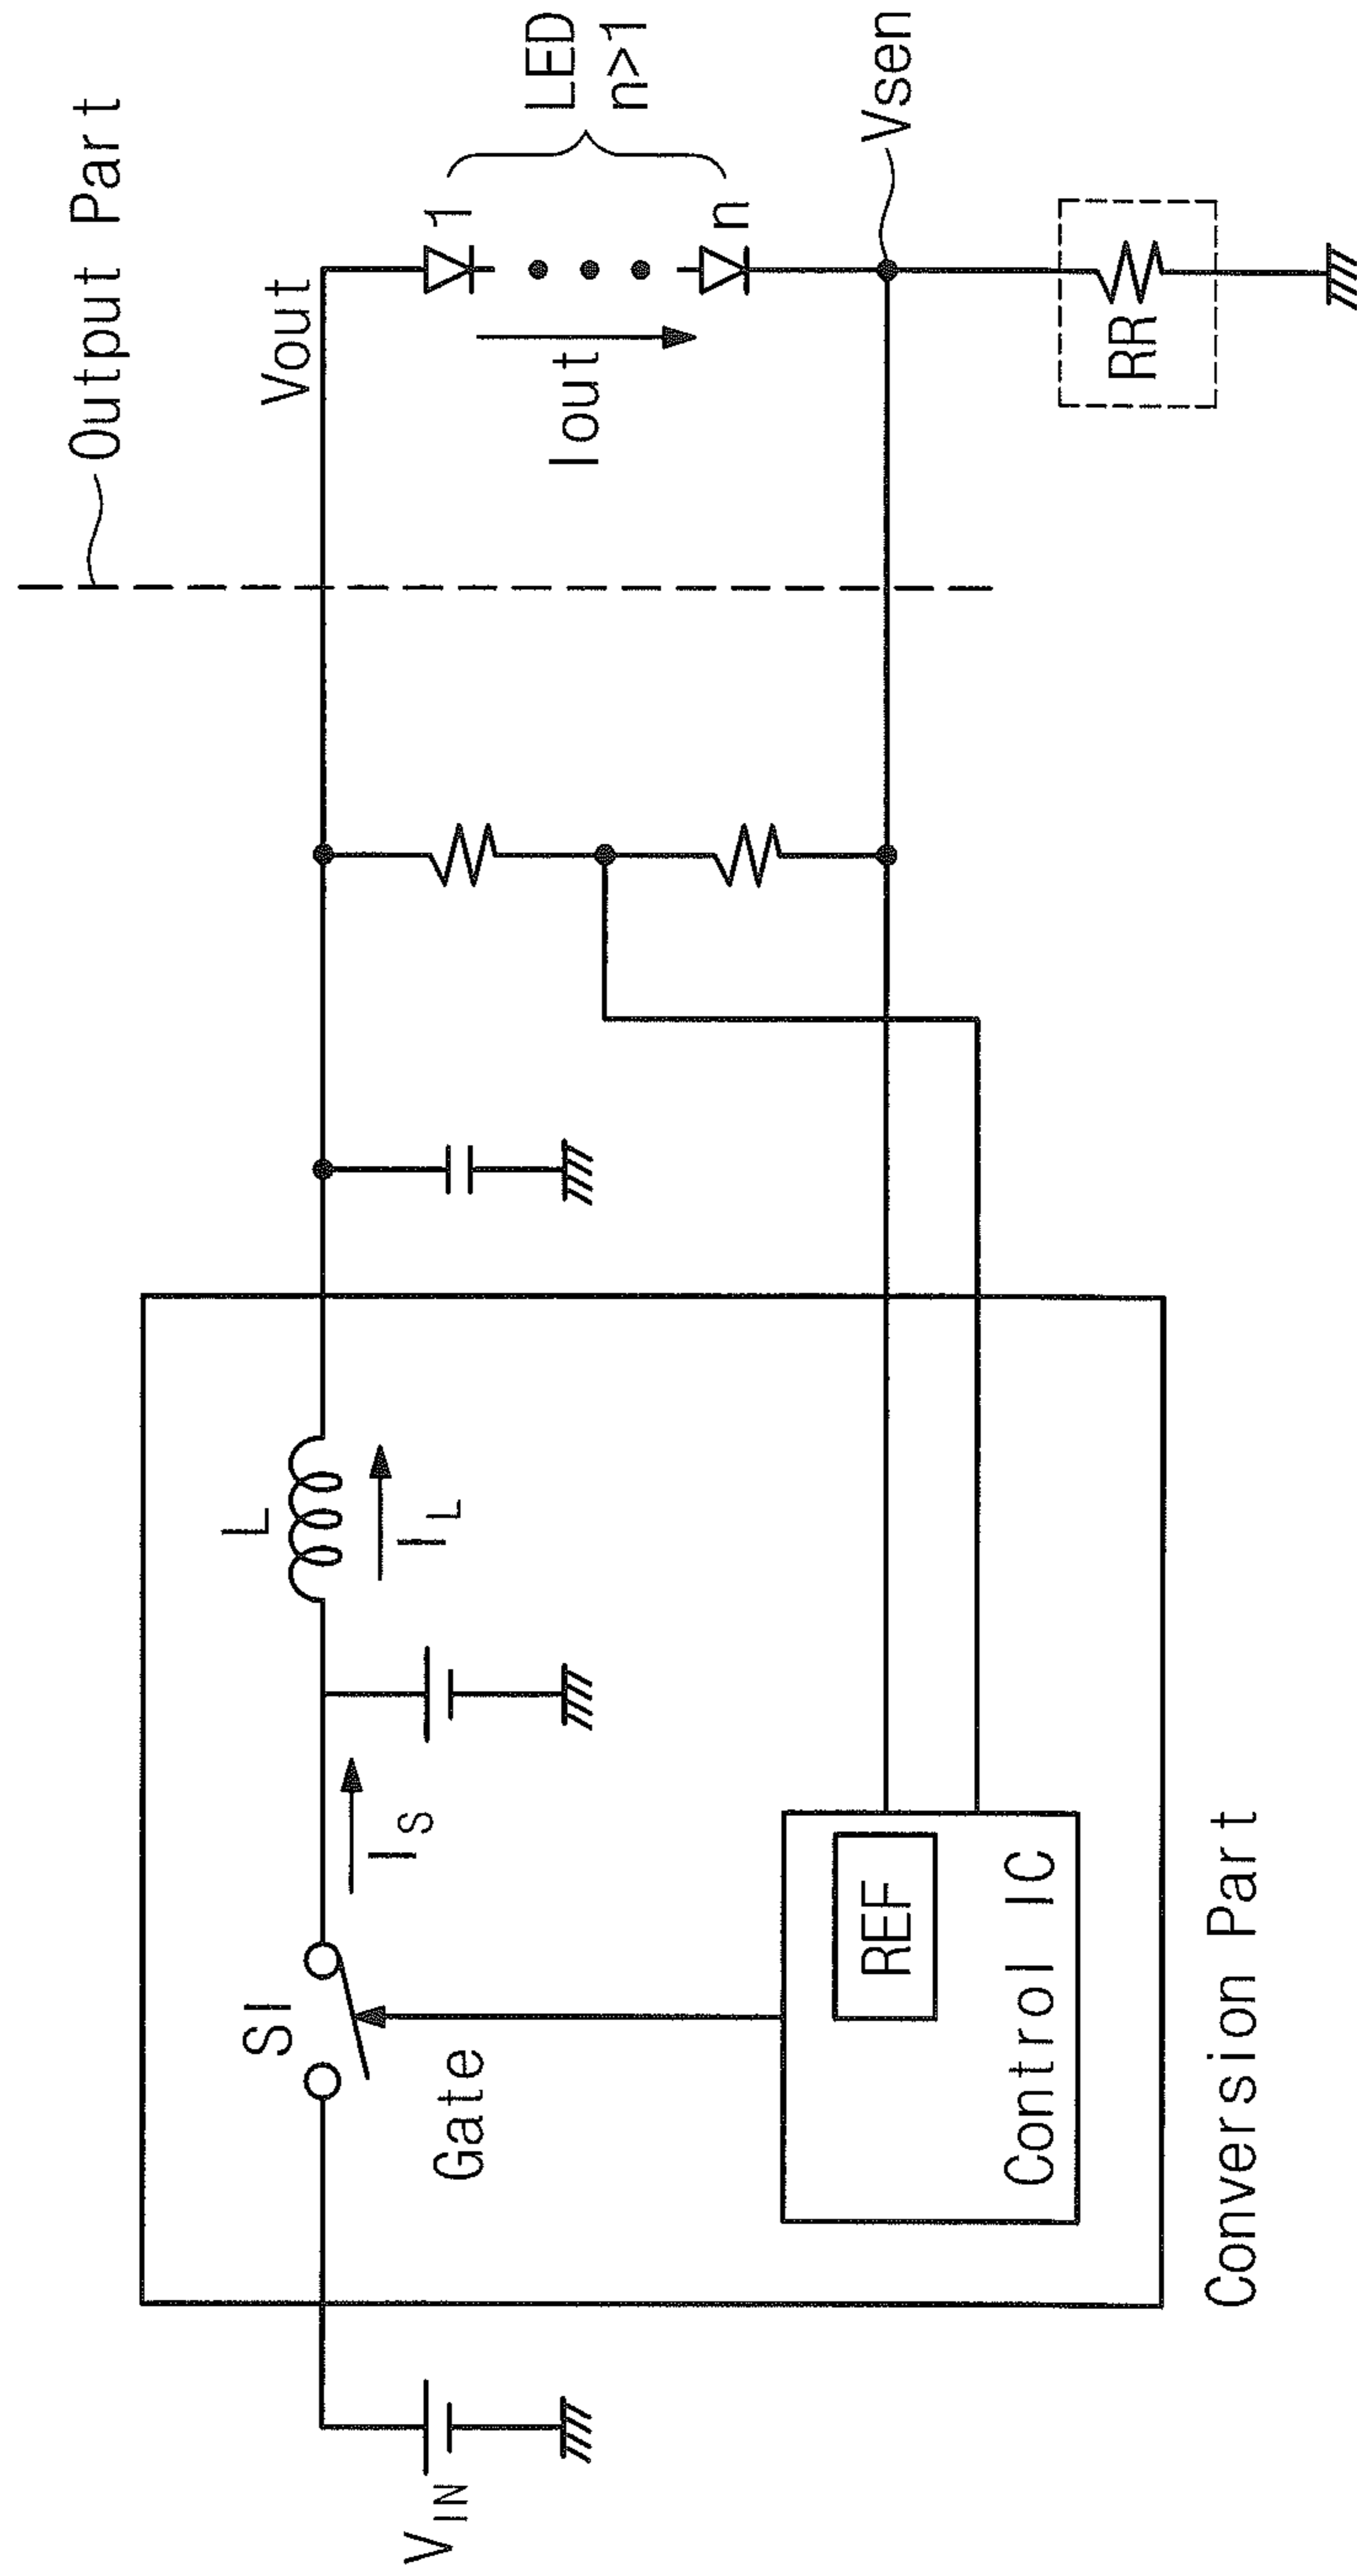 Output Part
Vout
1
LED
n>1
n
Iout
Vsen
RR
L
IL
IS
SI
Gate
REF
Control IC
VIN
Conversion Part